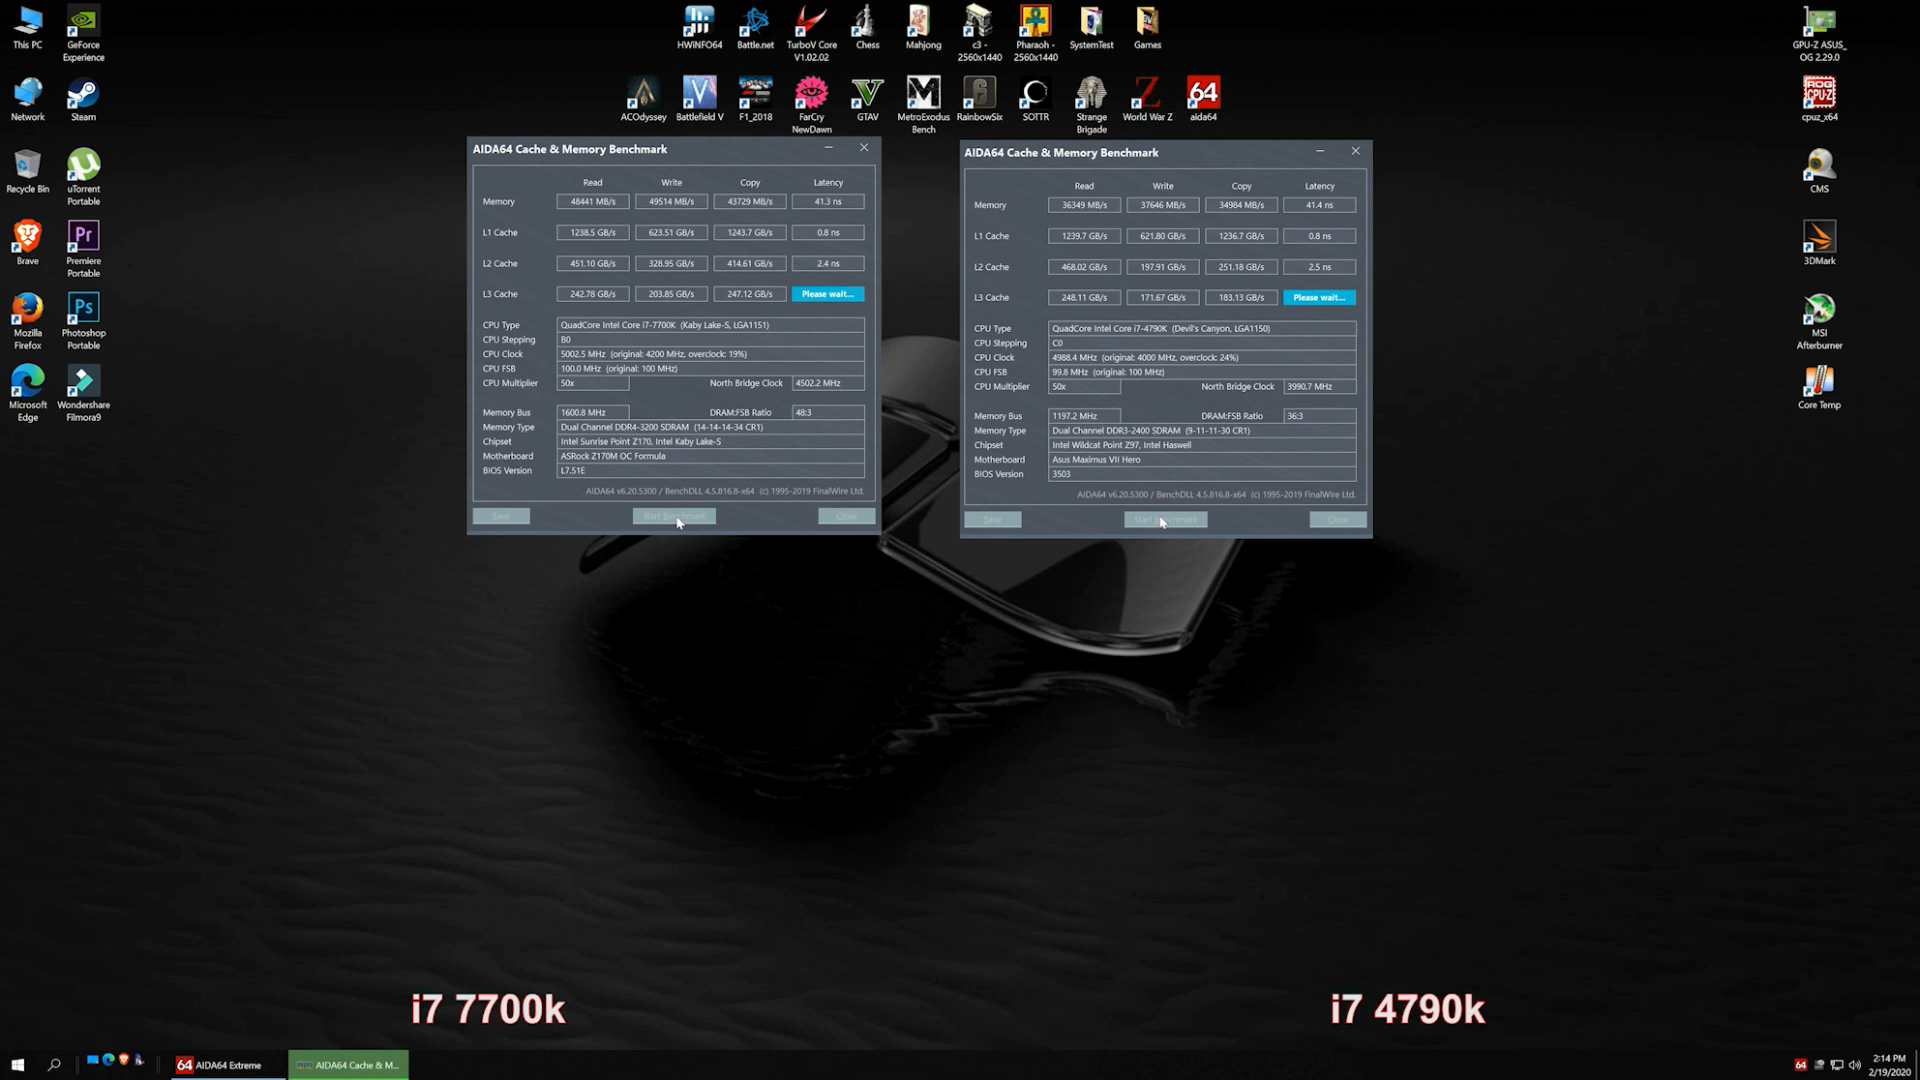 This PC
GeForce Experience
Network
Steam
Recycle Bin
uTorrent Portable
Brave
Premiere Portable
Mozilla Firefox
Photoshop Portable
Microsoft Edge
Wondershare Filmora9
HWiNFO64
Battle.net
TurboV Core V1.02.02
Chess
Mahjong
c3 - 2560x1440
Pharaoh - 2560x1440
SystemTest
Games
ACOdyssey
Battlefield V
F1_2018
FarCry NewDawn
GTAV
MetroExodus Bench
RainbowSix
SOTTR
Strange Brigade
World War Z
64
aida64
GPU-Z ASUS_OG 2.29.0
cpuz_x64
CMS
3DMark
MSI Afterburner
Core Temp
AIDA64 Cache & Memory Benchmark
Read Write Copy Latency
Memory 48441 MB/s 49514 MB/s 43729 MB/s 41.3 ns
L1 Cache 1238.5 GB/s 623.51 GB/s 1243.7 GB/s 0.8 ns
L2 Cache 451.10 GB/s 328.95 GB/s 414.61 GB/s 2.4 ns
L3 Cache 242.78 GB/s 203.85 GB/s 247.12 GB/s Please wait...
CPU Type QuadCore Intel Core i7-7700K (Kaby Lake-S, LGA1151)
CPU Stepping B0
CPU Clock 5002.5 MHz (original: 4200 MHz, overclock: 19%)
CPU FSB 100.0 MHz (original: 100 MHz)
CPU Multiplier 50x North Bridge Clock 4502.2 MHz
Memory Bus 1600.8 MHz DRAM:FSB Ratio 48:3
Memory Type Dual Channel DDR4-3200 SDRAM (14-14-14-34 CR1)
Chipset Intel Sunrise Point Z170, Intel Kaby Lake-S
Motherboard ASRock Z170M OC Formula
BIOS Version L7.51E
AIDA64 v6.20.5300 / BenchDLL 4.5.816.8-x64 (c) 1995-2019 FinalWire Ltd.
Save Start Benchmark Close
AIDA64 Cache & Memory Benchmark
Read Write Copy Latency
Memory 36349 MB/s 37646 MB/s 34984 MB/s 41.4 ns
L1 Cache 1239.7 GB/s 621.80 GB/s 1236.7 GB/s 0.8 ns
L2 Cache 468.02 GB/s 197.91 GB/s 251.18 GB/s 2.5 ns
L3 Cache 248.11 GB/s 171.67 GB/s 183.13 GB/s Please wait...
CPU Type QuadCore Intel Core i7-4790K (Devil's Canyon, LGA1150)
CPU Stepping C0
CPU Clock 4988.4 MHz (original: 4000 MHz, overclock: 24%)
CPU FSB 99.8 MHz (original: 100 MHz)
CPU Multiplier 50x North Bridge Clock 3990.7 MHz
Memory Bus 1197.2 MHz DRAM:FSB Ratio 36:3
Memory Type Dual Channel DDR3-2400 SDRAM (9-11-11-30 CR1)
Chipset Intel Wildcat Point Z97, Intel Haswell
Motherboard Asus Maximus VII Hero
BIOS Version 3503
AIDA64 v6.20.5300 / BenchDLL 4.5.816.8-x64 (c) 1995-2019 FinalWire Ltd.
Save Start Benchmark Close
i7 7700k
i7 4790k
64 AIDA64 Extreme
AIDA64 Cache & M...
64
2:14 PM
2/19/2020